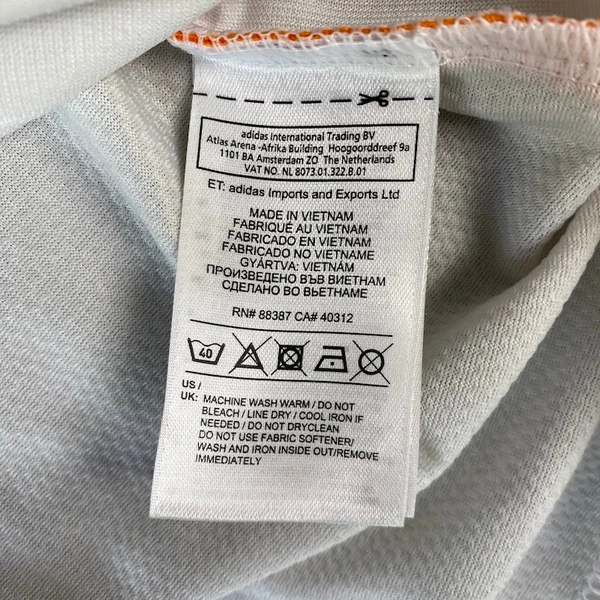 adidas International Trading BV
Atlas Arena -Afrika Building Hoogoorddreef 9a
1101 BA Amsterdam ZO The Netherlands
VAT NO. NL 8073.01.322.B.01
ET: adidas Imports and Exports Ltd
MADE IN VIETNAM
FABRIQUÉ AU VIETNAM
FABRICADO EN VIETNAM
FABRICADO NO VIETNAME
GYÁRTVA: VIETNÁM
ПРОИЗВЕДЕНО ВЪВ ВИЕТНАМ
СДЕЛАНО ВО ВЬЕТНАМЕ
RN# 88387 CA# 40312
40
US /
UK: MACHINE WASH WARM / DO NOT
BLEACH / LINE DRY / COOL IRON IF
NEEDED / DO NOT DRYCLEAN
DO NOT USE FABRIC SOFTENER/
WASH AND IRON INSIDE OUT/REMOVE
IMMEDIATELY